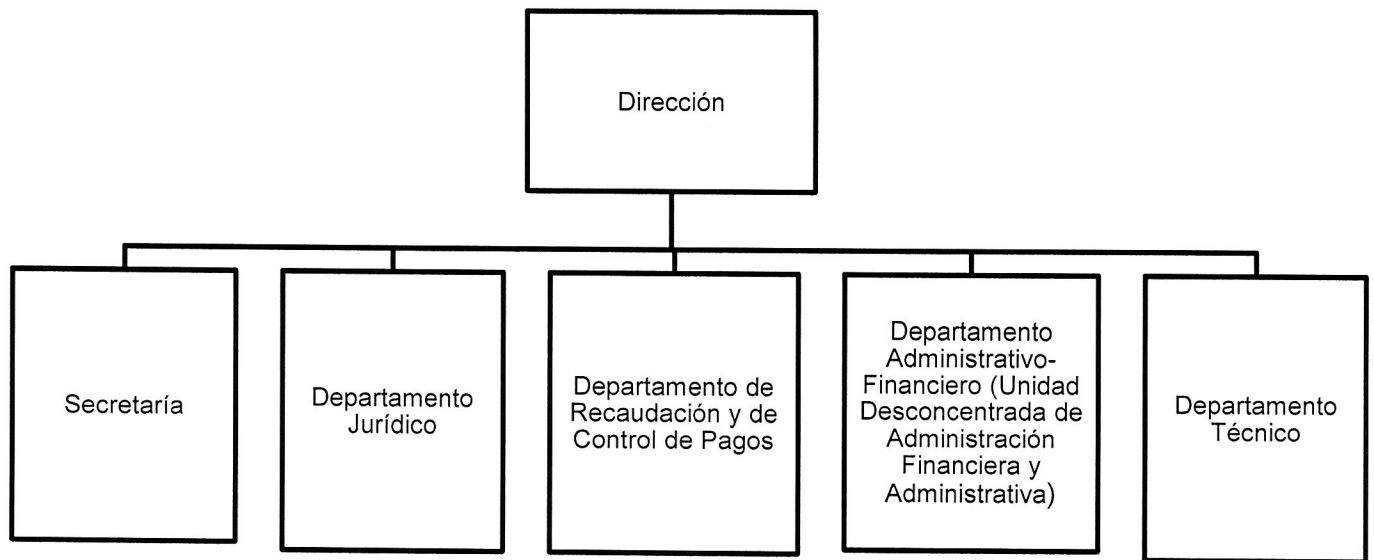 Dirección
Secretaría
Departamento
Jurídico
Departamento de
Recaudación y de
Control de Pagos
Departamento
Administrativo-
Financiero (Unidad
Desconcentrada de
Administración
Financiera y
Administrativa)
Departamento
Técnico